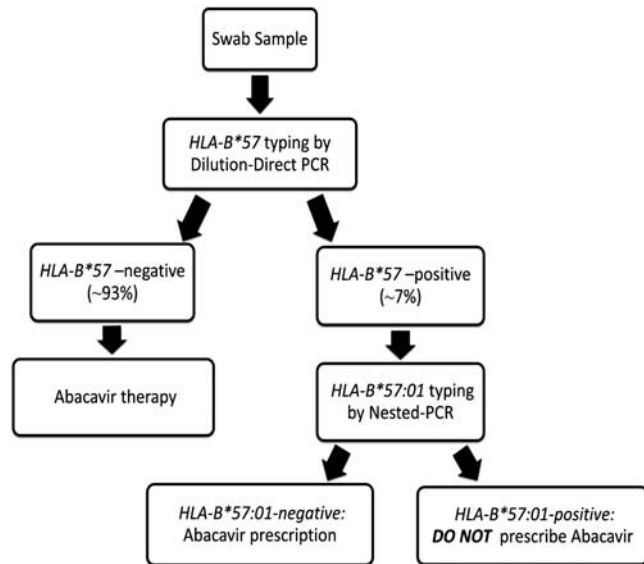 Swab Sample
HLA-B*57 typing by
Dilution-Direct PCR
HLA-B*57 –negative
(~93%)
HLA-B*57 –positive
(~7%)
Abacavir therapy
HLA-B*57:01 typing
by Nested-PCR
HLA-B*57:01-negative:
Abacavir prescription
HLA-B*57:01-positive:
DO NOT prescribe Abacavir